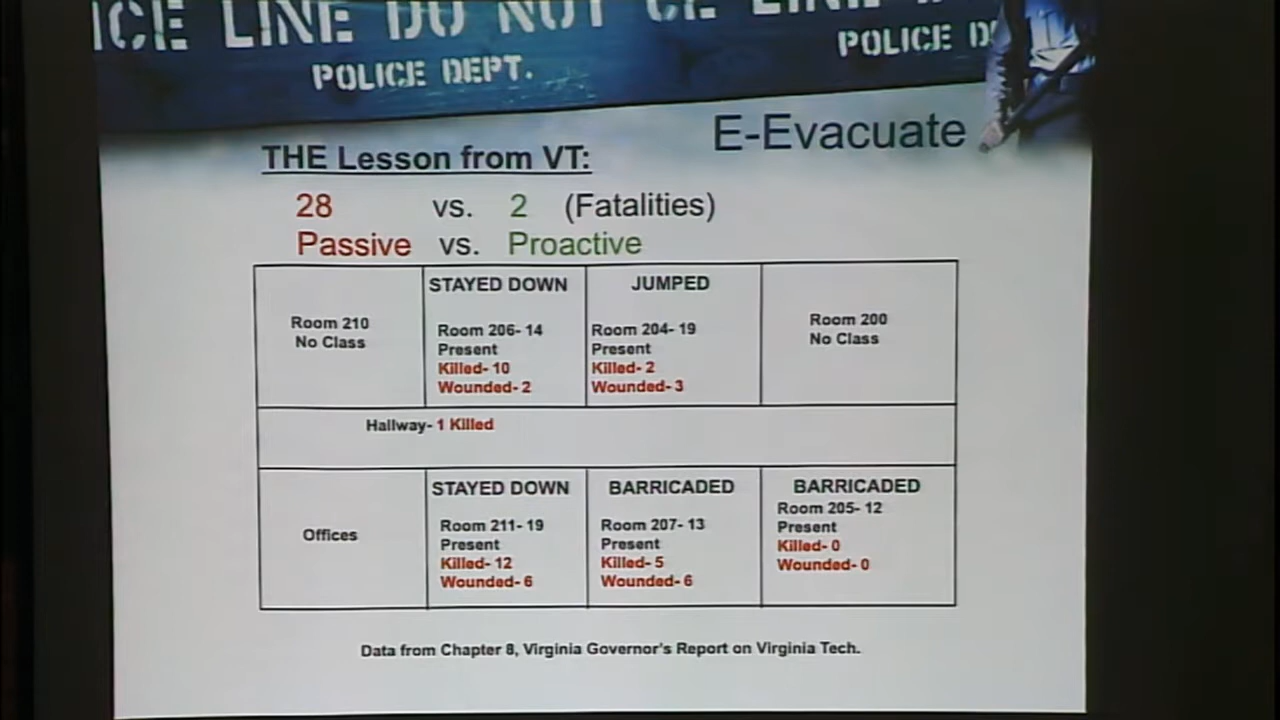 ICE LINE DO NOT
POLICE DEPT.
POLICE D
E-Evacuate
THE Lesson from VT:
28 vs. 2 (Fatalities)
Passive vs. Proactive
Room 210
No Class
STAYED DOWN
Room 206- 14
Present
Killed- 10
Wounded- 2
JUMPED
Room 204- 19
Present
Killed- 2
Wounded- 3
Room 200
No Class
Hallway- 1 Killed
Offices
STAYED DOWN
Room 211- 19
Present
Killed- 12
Wounded- 6
BARRICADED
Room 207- 13
Present
Killed- 5
Wounded- 6
BARRICADED
Room 205- 12
Present
Killed- 0
Wounded- 0
Data from Chapter 8, Virginia Governor's Report on Virginia Tech.